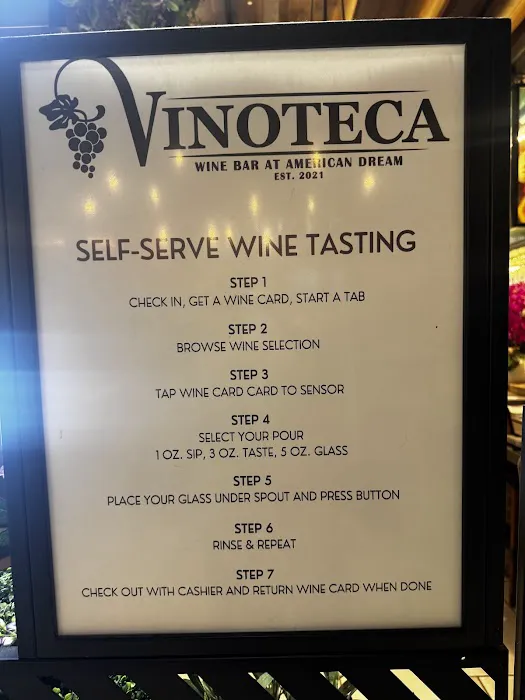 VINOTECA
WINE BAR AT AMERICAN DREAM
EST. 2021
SELF-SERVE WINE TASTING
STEP 1
CHECK IN, GET A WINE CARD, START A TAB
STEP 2
BROWSE WINE SELECTION
STEP 3
TAP WINE CARD CARD TO SENSOR
STEP 4
SELECT YOUR POUR
1 OZ. SIP, 3 OZ. TASTE, 5 OZ. GLASS
STEP 5
PLACE YOUR GLASS UNDER SPOUT AND PRESS BUTTON
STEP 6
RINSE & REPEAT
STEP 7
CHECK OUT WITH CASHIER AND RETURN WINE CARD WHEN DONE